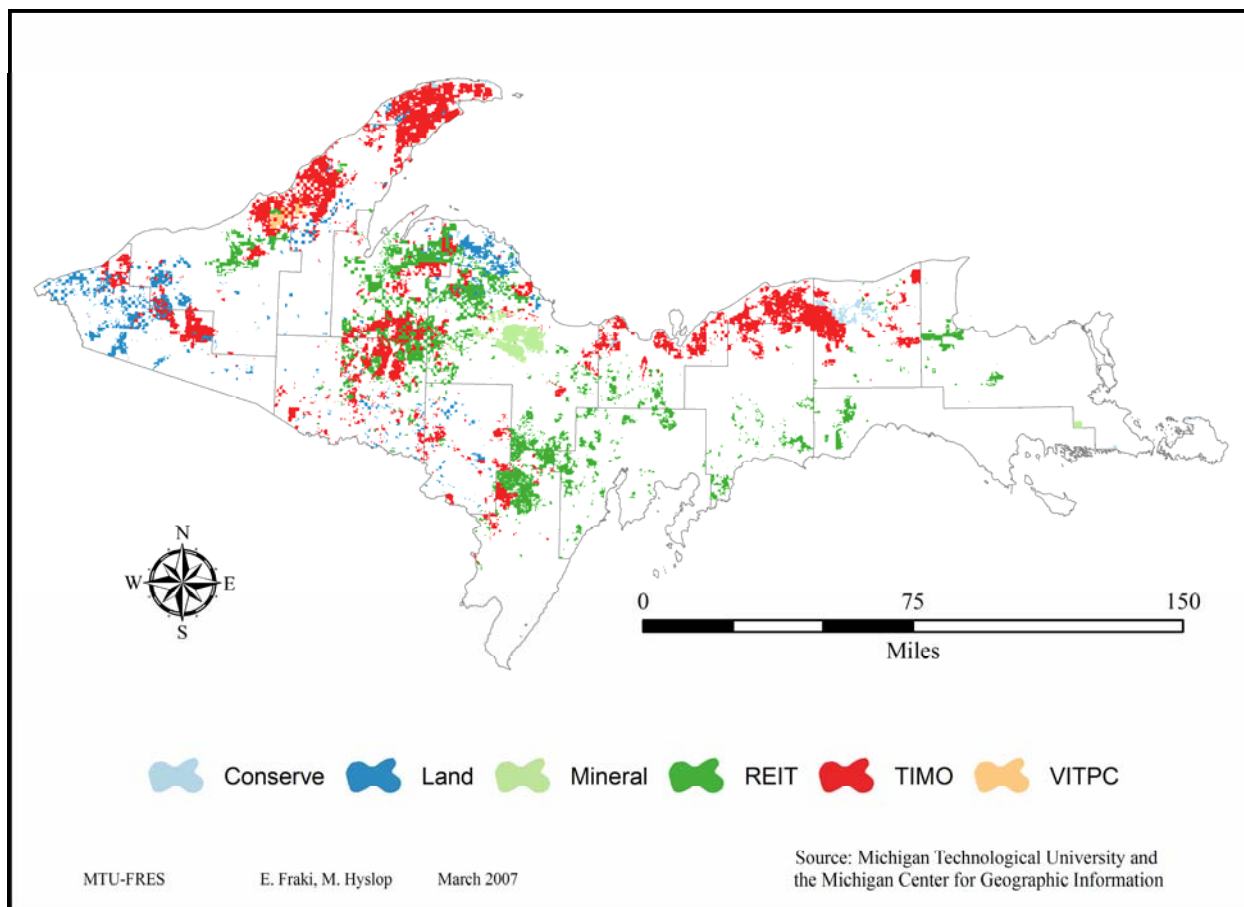 N
W E
S
0 75 150
Miles
Conserve Land Mineral REIT TIMO VITPC
MTU-FRES E. Fraki, M. Hyslop March 2007
Source: Michigan Technological University and
the Michigan Center for Geographic Information